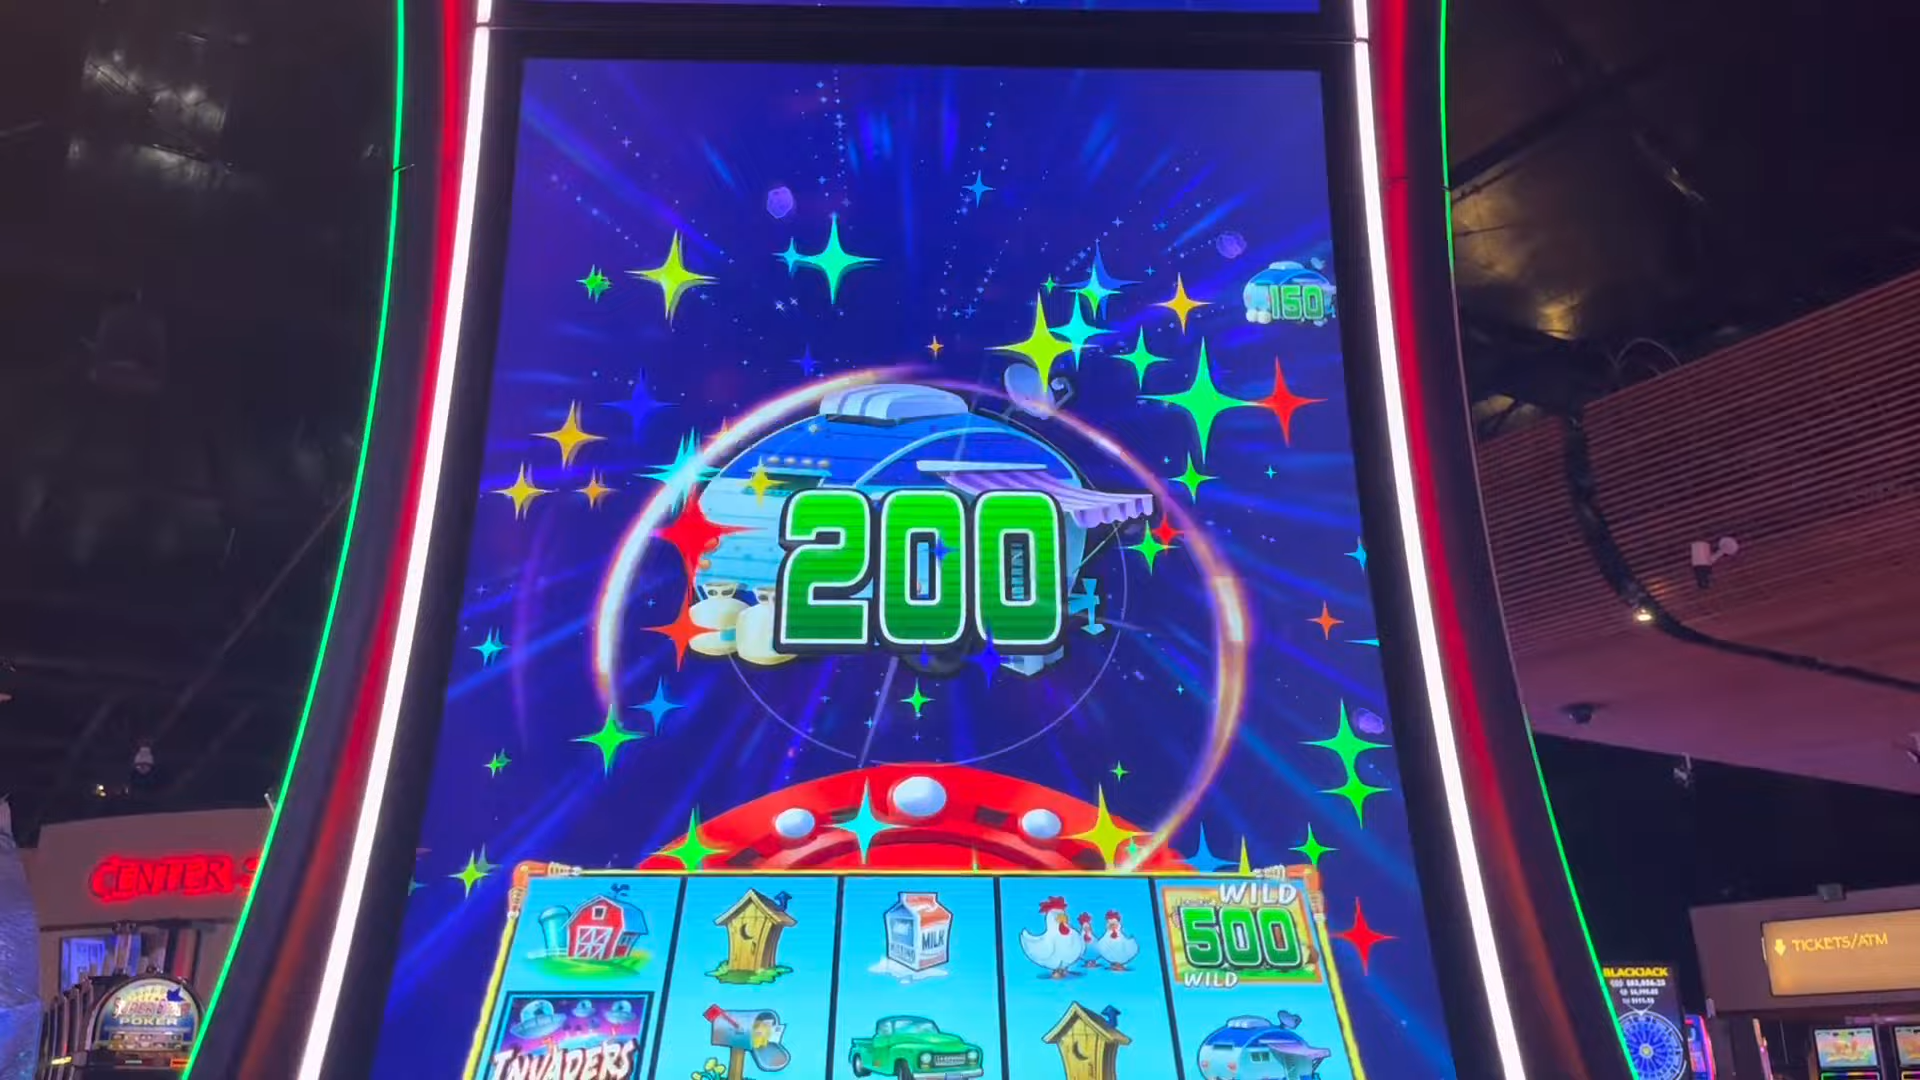 150
200
WILD
500
WILD
MILK
INVADERS
CENTER
POKER
TICKETS/ATM
BLACKJACK